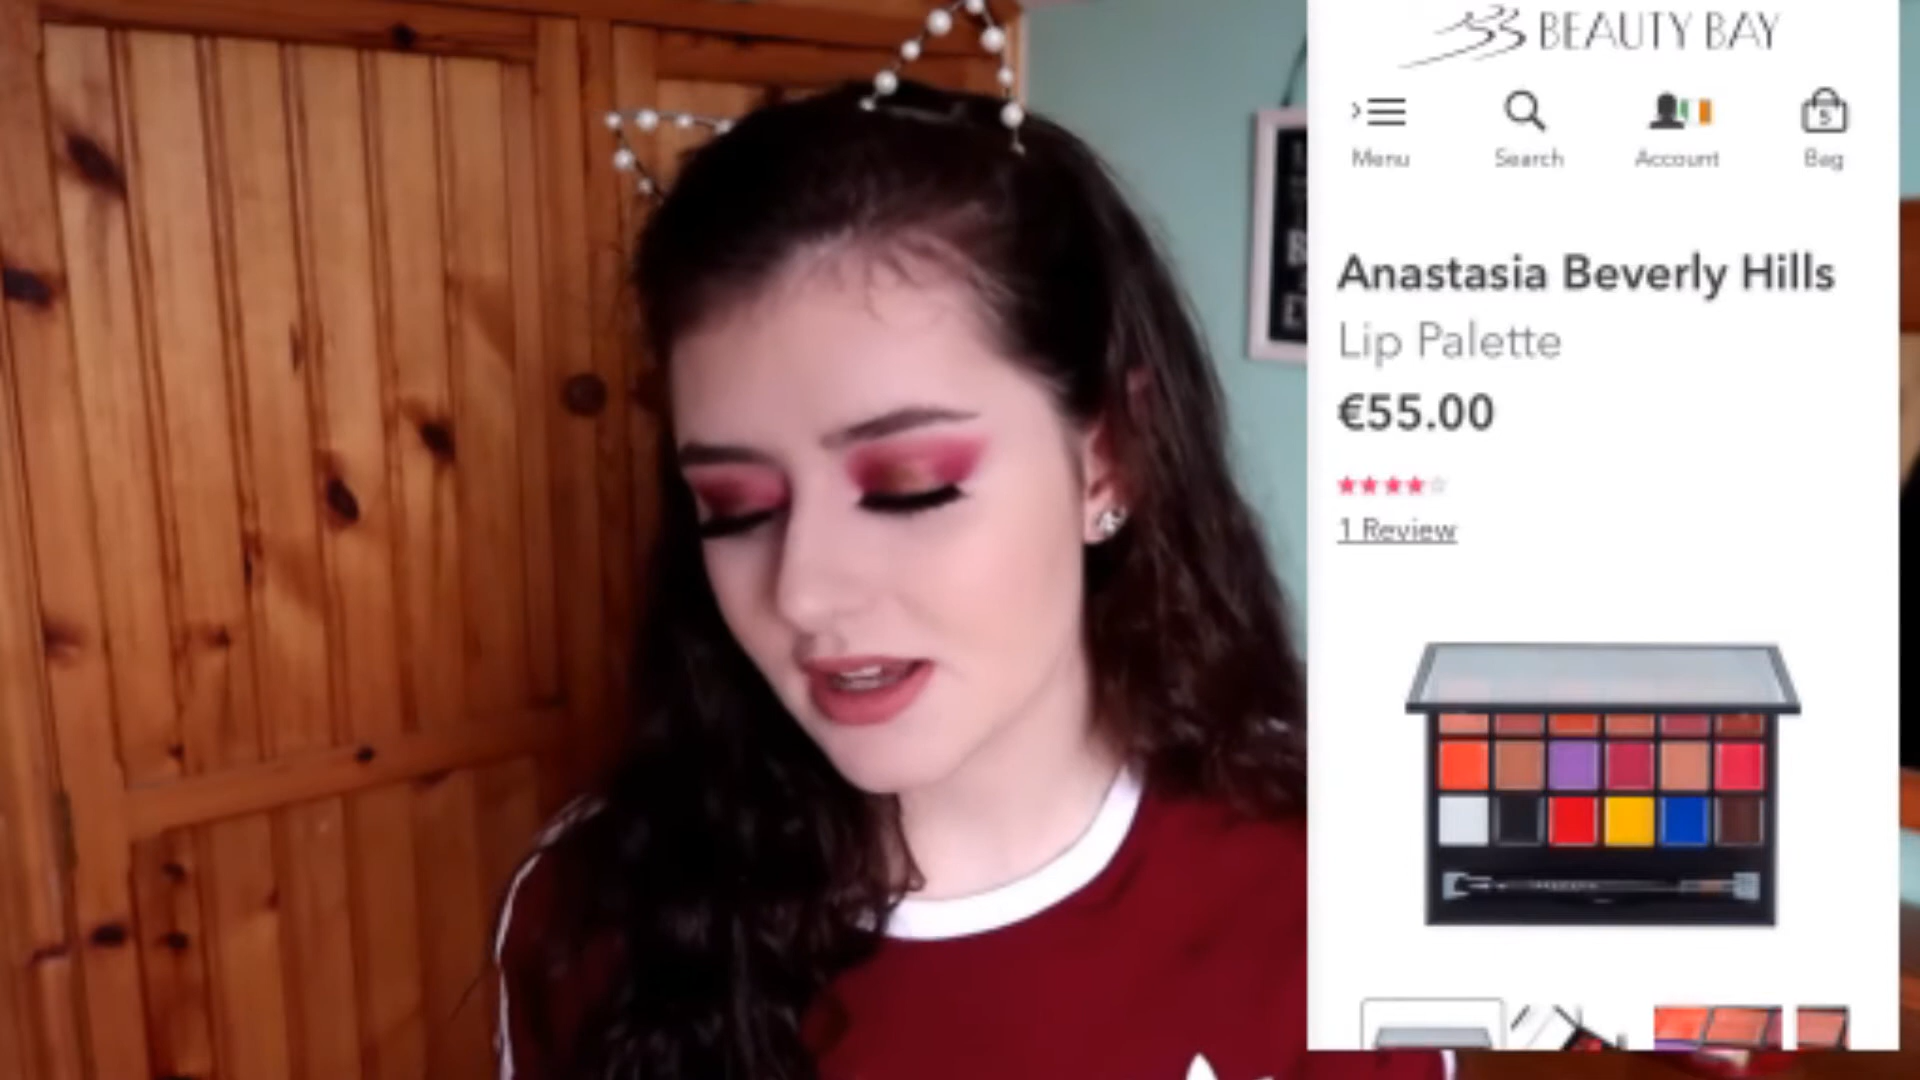 BEAUTY BAY
Menu
Search
Account
5
Bag
Anastasia Beverly Hills
Lip Palette
€55.00
1 Review